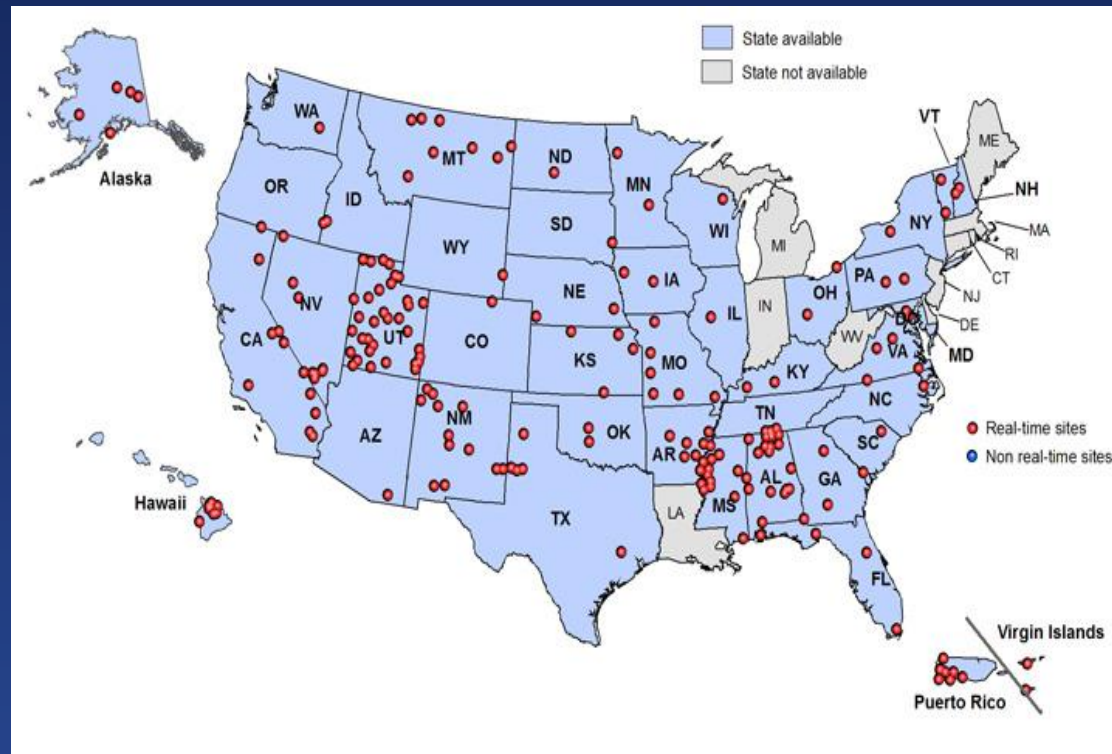 State available
State not available
Alaska
WA
MT
ND
MN
VT
ME
NH
OR
ID
SD
WI
NY
MA
MI
RI
WY
CT
IA
PA
NE
OH
NJ
NV
IL
IN
DE
CA
UT
CO
WV
MD
KS
MO
VA
KY
NC
TN
AZ
NM
OK
AR
SC
Real-time sites
Non real-time sites
Hawaii
MS
AL
GA
TX
LA
FL
Virgin Islands
Puerto Rico